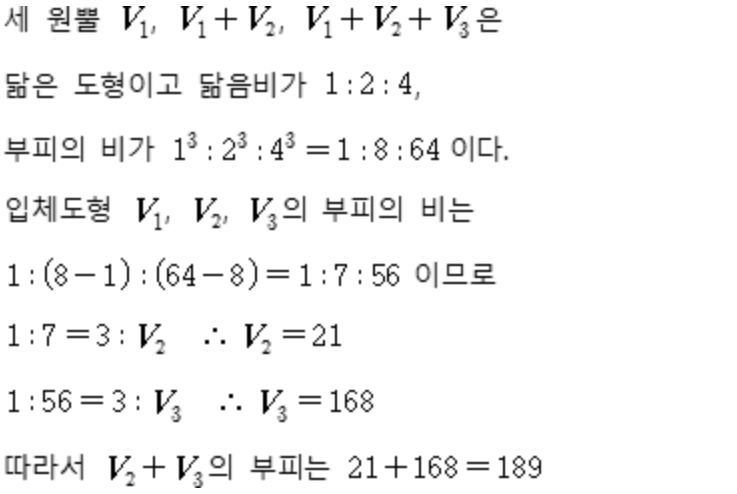 세 원뿔 V₁, V₁+V₂, V₁+V₂+V₃은
닮은 도형이고 닮음비가 1:2:4,
부피의 비가 1³:2³:4³=1:8:64 이다.
입체도형 V₁, V₂, V₃의 부피의 비는
1:(8−1):(64−8)=1:7:56 이므로
1:7=3:V₂ ∴ V₂=21
1:56=3:V₃ ∴ V₃=168
따라서 V₂+V₃의 부피는 21+168=189